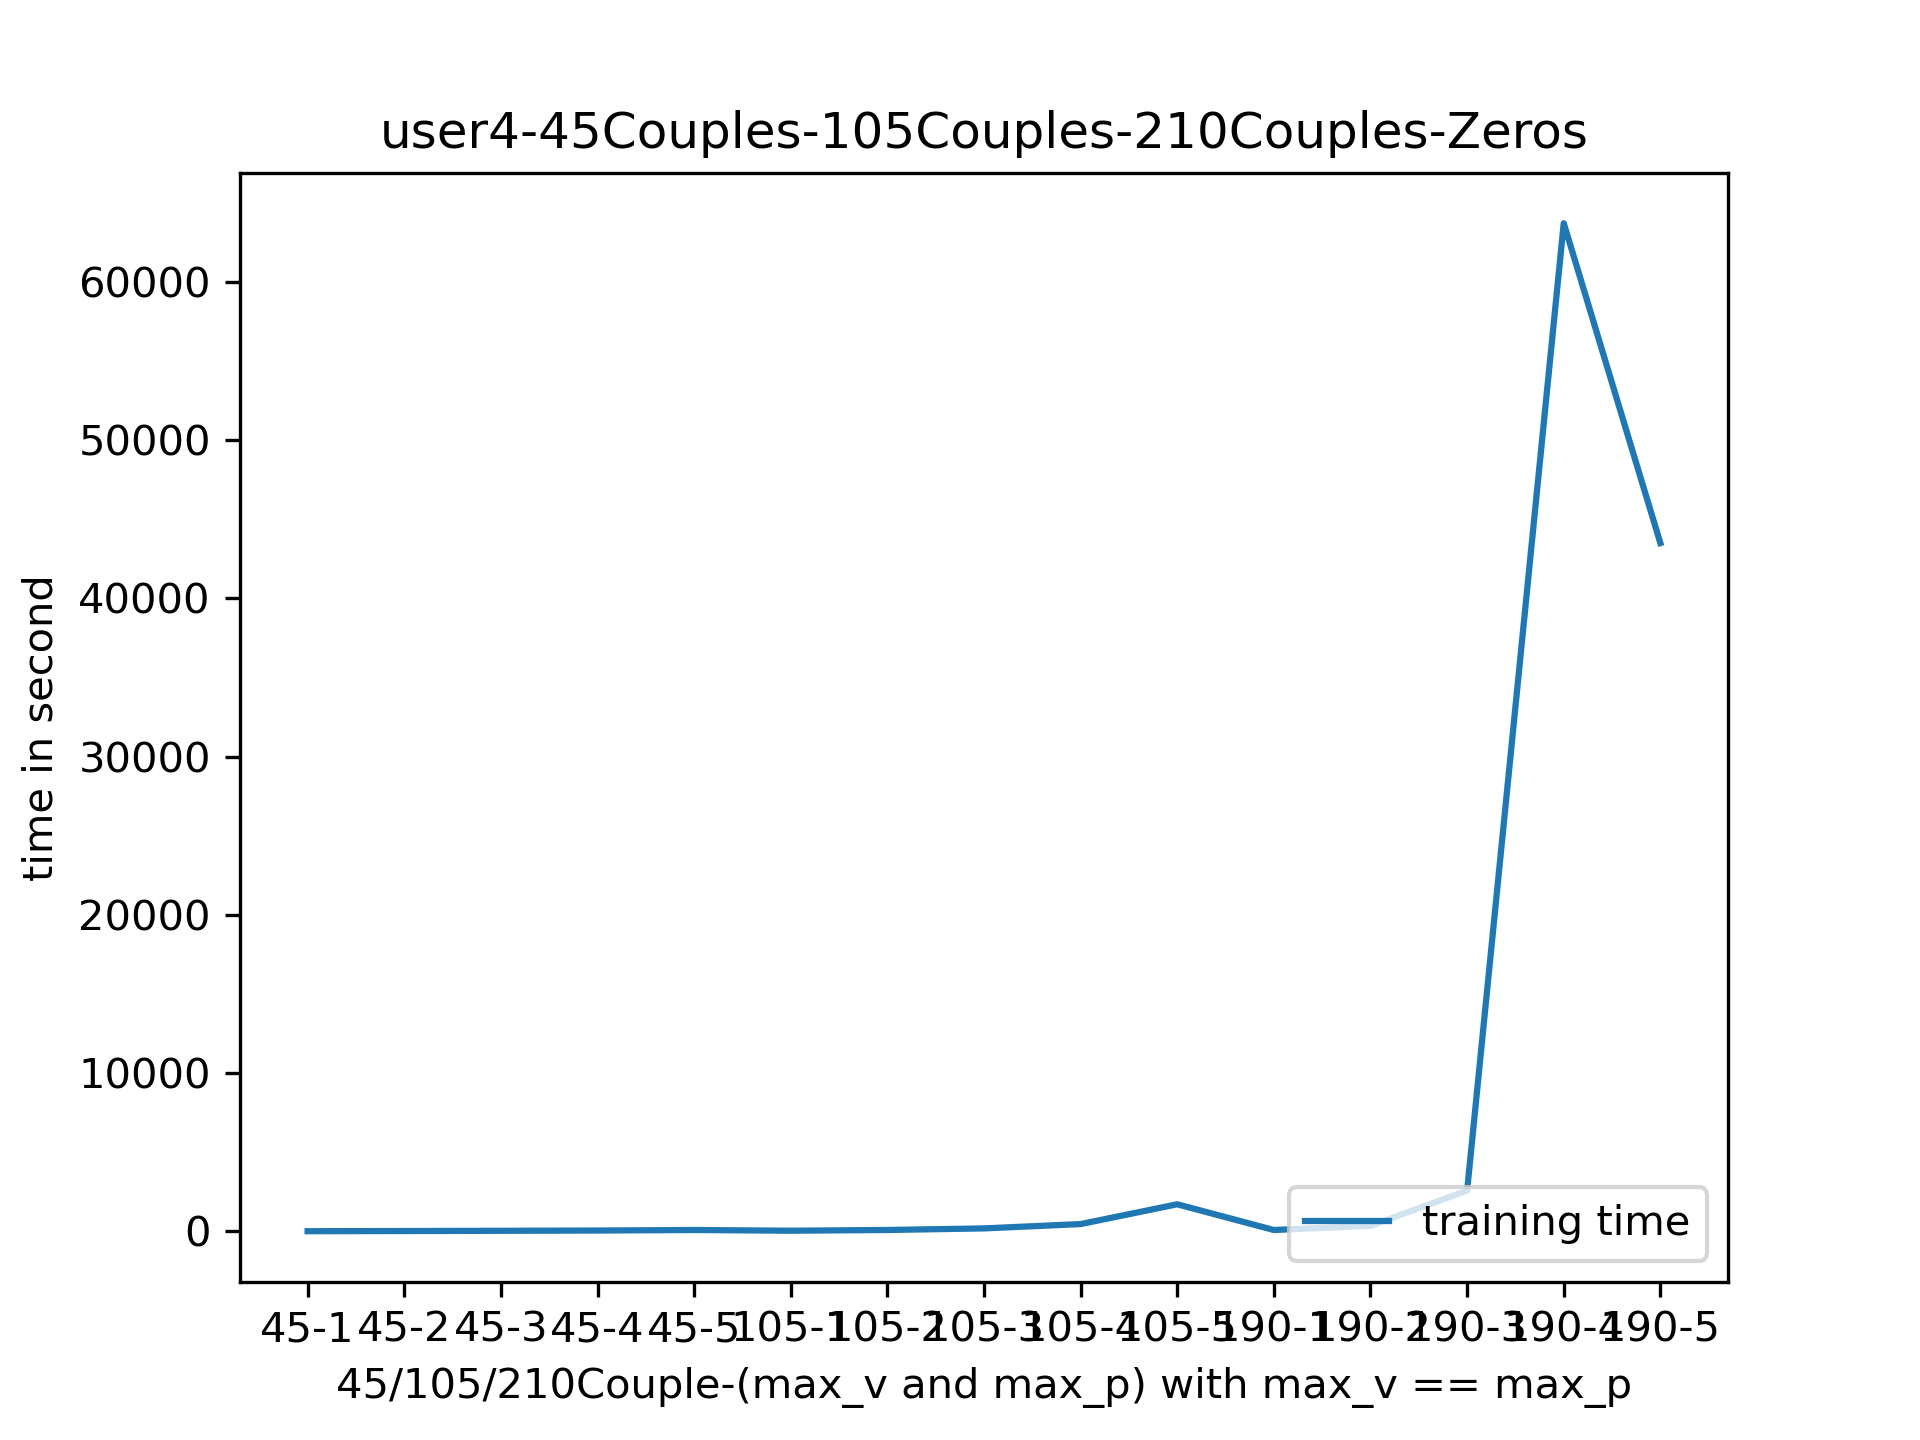 user4-45Couples-105Couples-210Couples-Zeros
60000
50000
40000
30000
20000
10000
0
time in second
training time
45-1 45-2 45-3 45-4 45-5 105-1 105-2 105-3 105-4 105-5 190-1 190-2 190-3 190-4 190-5
45/105/210Couple-(max_v and max_p) with max_v == max_p